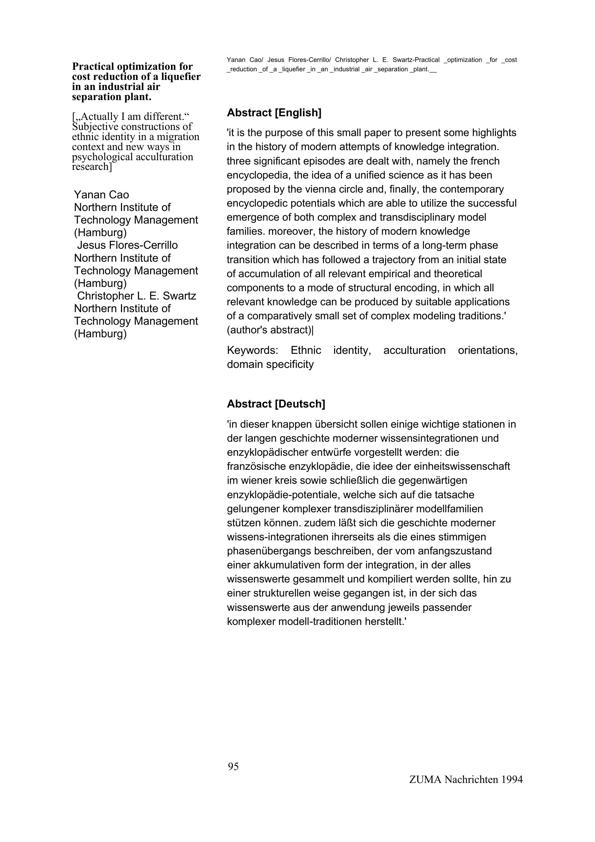 Practical optimization for
cost reduction of a liquefier
in an industrial air
separation plant.
[„Actually I am different.“
Subjective constructions of
ethnic identity in a migration
context and new ways in
psychological acculturation
research]
Yanan Cao
Northern Institute of
Technology Management
(Hamburg)
Jesus Flores-Cerrillo
Northern Institute of
Technology Management
(Hamburg)
Christopher L. E. Swartz
Northern Institute of
Technology Management
(Hamburg)
Yanan Cao/ Jesus Flores-Cerrillo/ Christopher L. E. Swartz-Practical _optimization _for _cost
_reduction _of _a _liquefier _in _an _industrial _air _separation _plant.__
Abstract [English]
'it is the purpose of this small paper to present some highlights
in the history of modern attempts of knowledge integration.
three significant episodes are dealt with, namely the french
encyclopedia, the idea of a unified science as it has been
proposed by the vienna circle and, finally, the contemporary
encyclopedic potentials which are able to utilize the successful
emergence of both complex and transdisciplinary model
families. moreover, the history of modern knowledge
integration can be described in terms of a long-term phase
transition which has followed a trajectory from an initial state
of accumulation of all relevant empirical and theoretical
components to a mode of structural encoding, in which all
relevant knowledge can be produced by suitable applications
of a comparatively small set of complex modeling traditions.'
(author's abstract)|
Keywords: Ethnic identity, acculturation orientations,
domain specificity
Abstract [Deutsch]
'in dieser knappen übersicht sollen einige wichtige stationen in
der langen geschichte moderner wissensintegrationen und
enzyklopädischer entwürfe vorgestellt werden: die
französische enzyklopädie, die idee der einheitswissenschaft
im wiener kreis sowie schließlich die gegenwärtigen
enzyklopädie-potentiale, welche sich auf die tatsache
gelungener komplexer transdisziplinärer modellfamilien
stützen können. zudem läßt sich die geschichte moderner
wissens-integrationen ihrerseits als die eines stimmigen
phasenübergangs beschreiben, der vom anfangszustand
einer akkumulativen form der integration, in der alles
wissenswerte gesammelt und kompiliert werden sollte, hin zu
einer strukturellen weise gegangen ist, in der sich das
wissenswerte aus der anwendung jeweils passender
komplexer modell-traditionen herstellt.'
95
ZUMA Nachrichten 1994